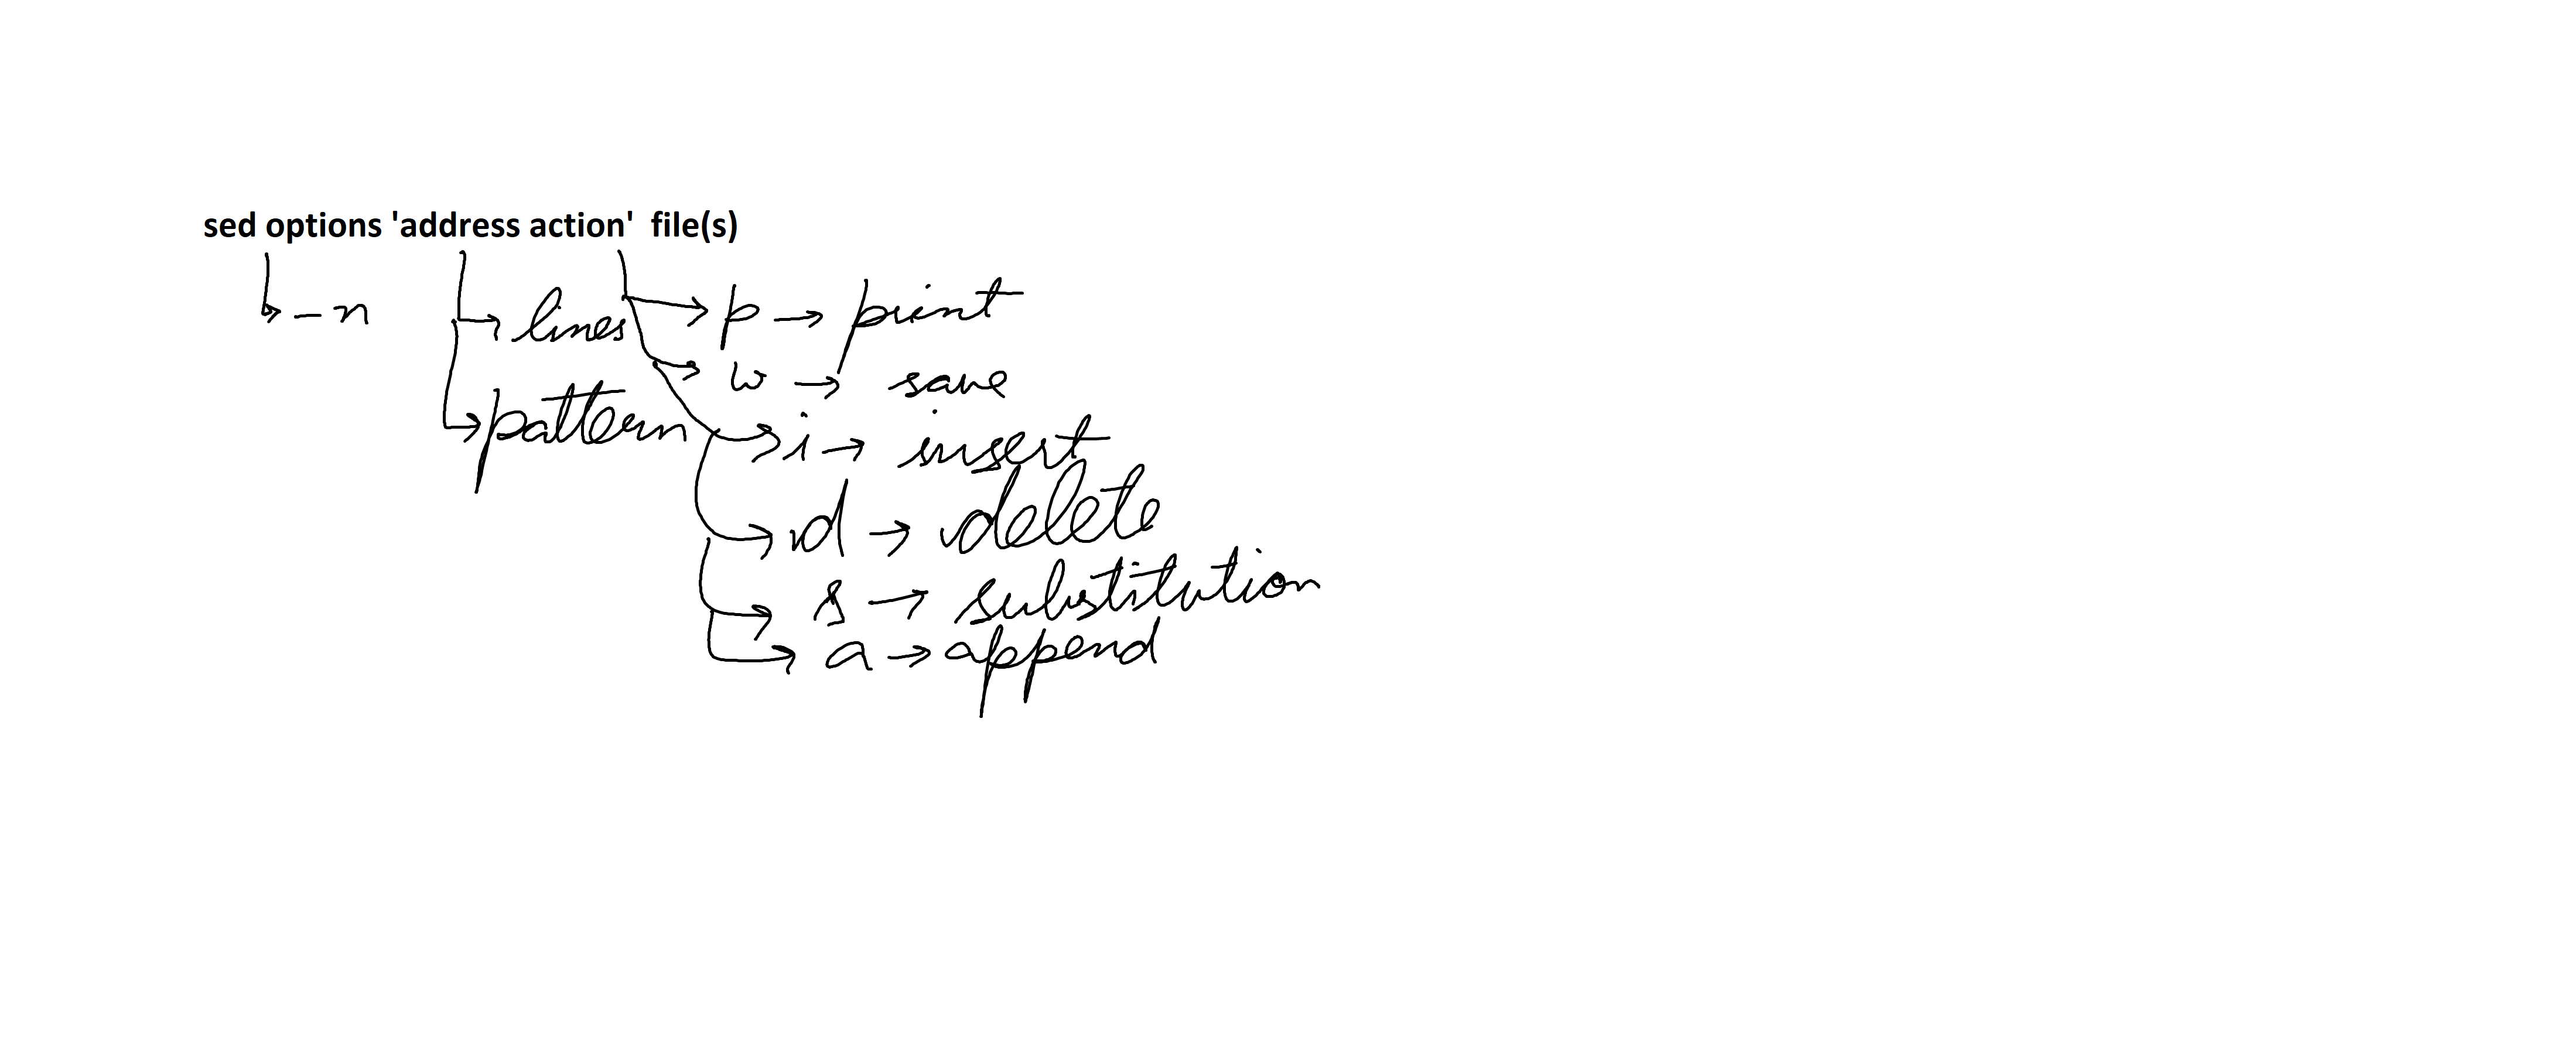 sed options 'address action' file(s)
-n
lines
pattern
p → print
w → save
i → insert
d → delete
s → substitution
a → append